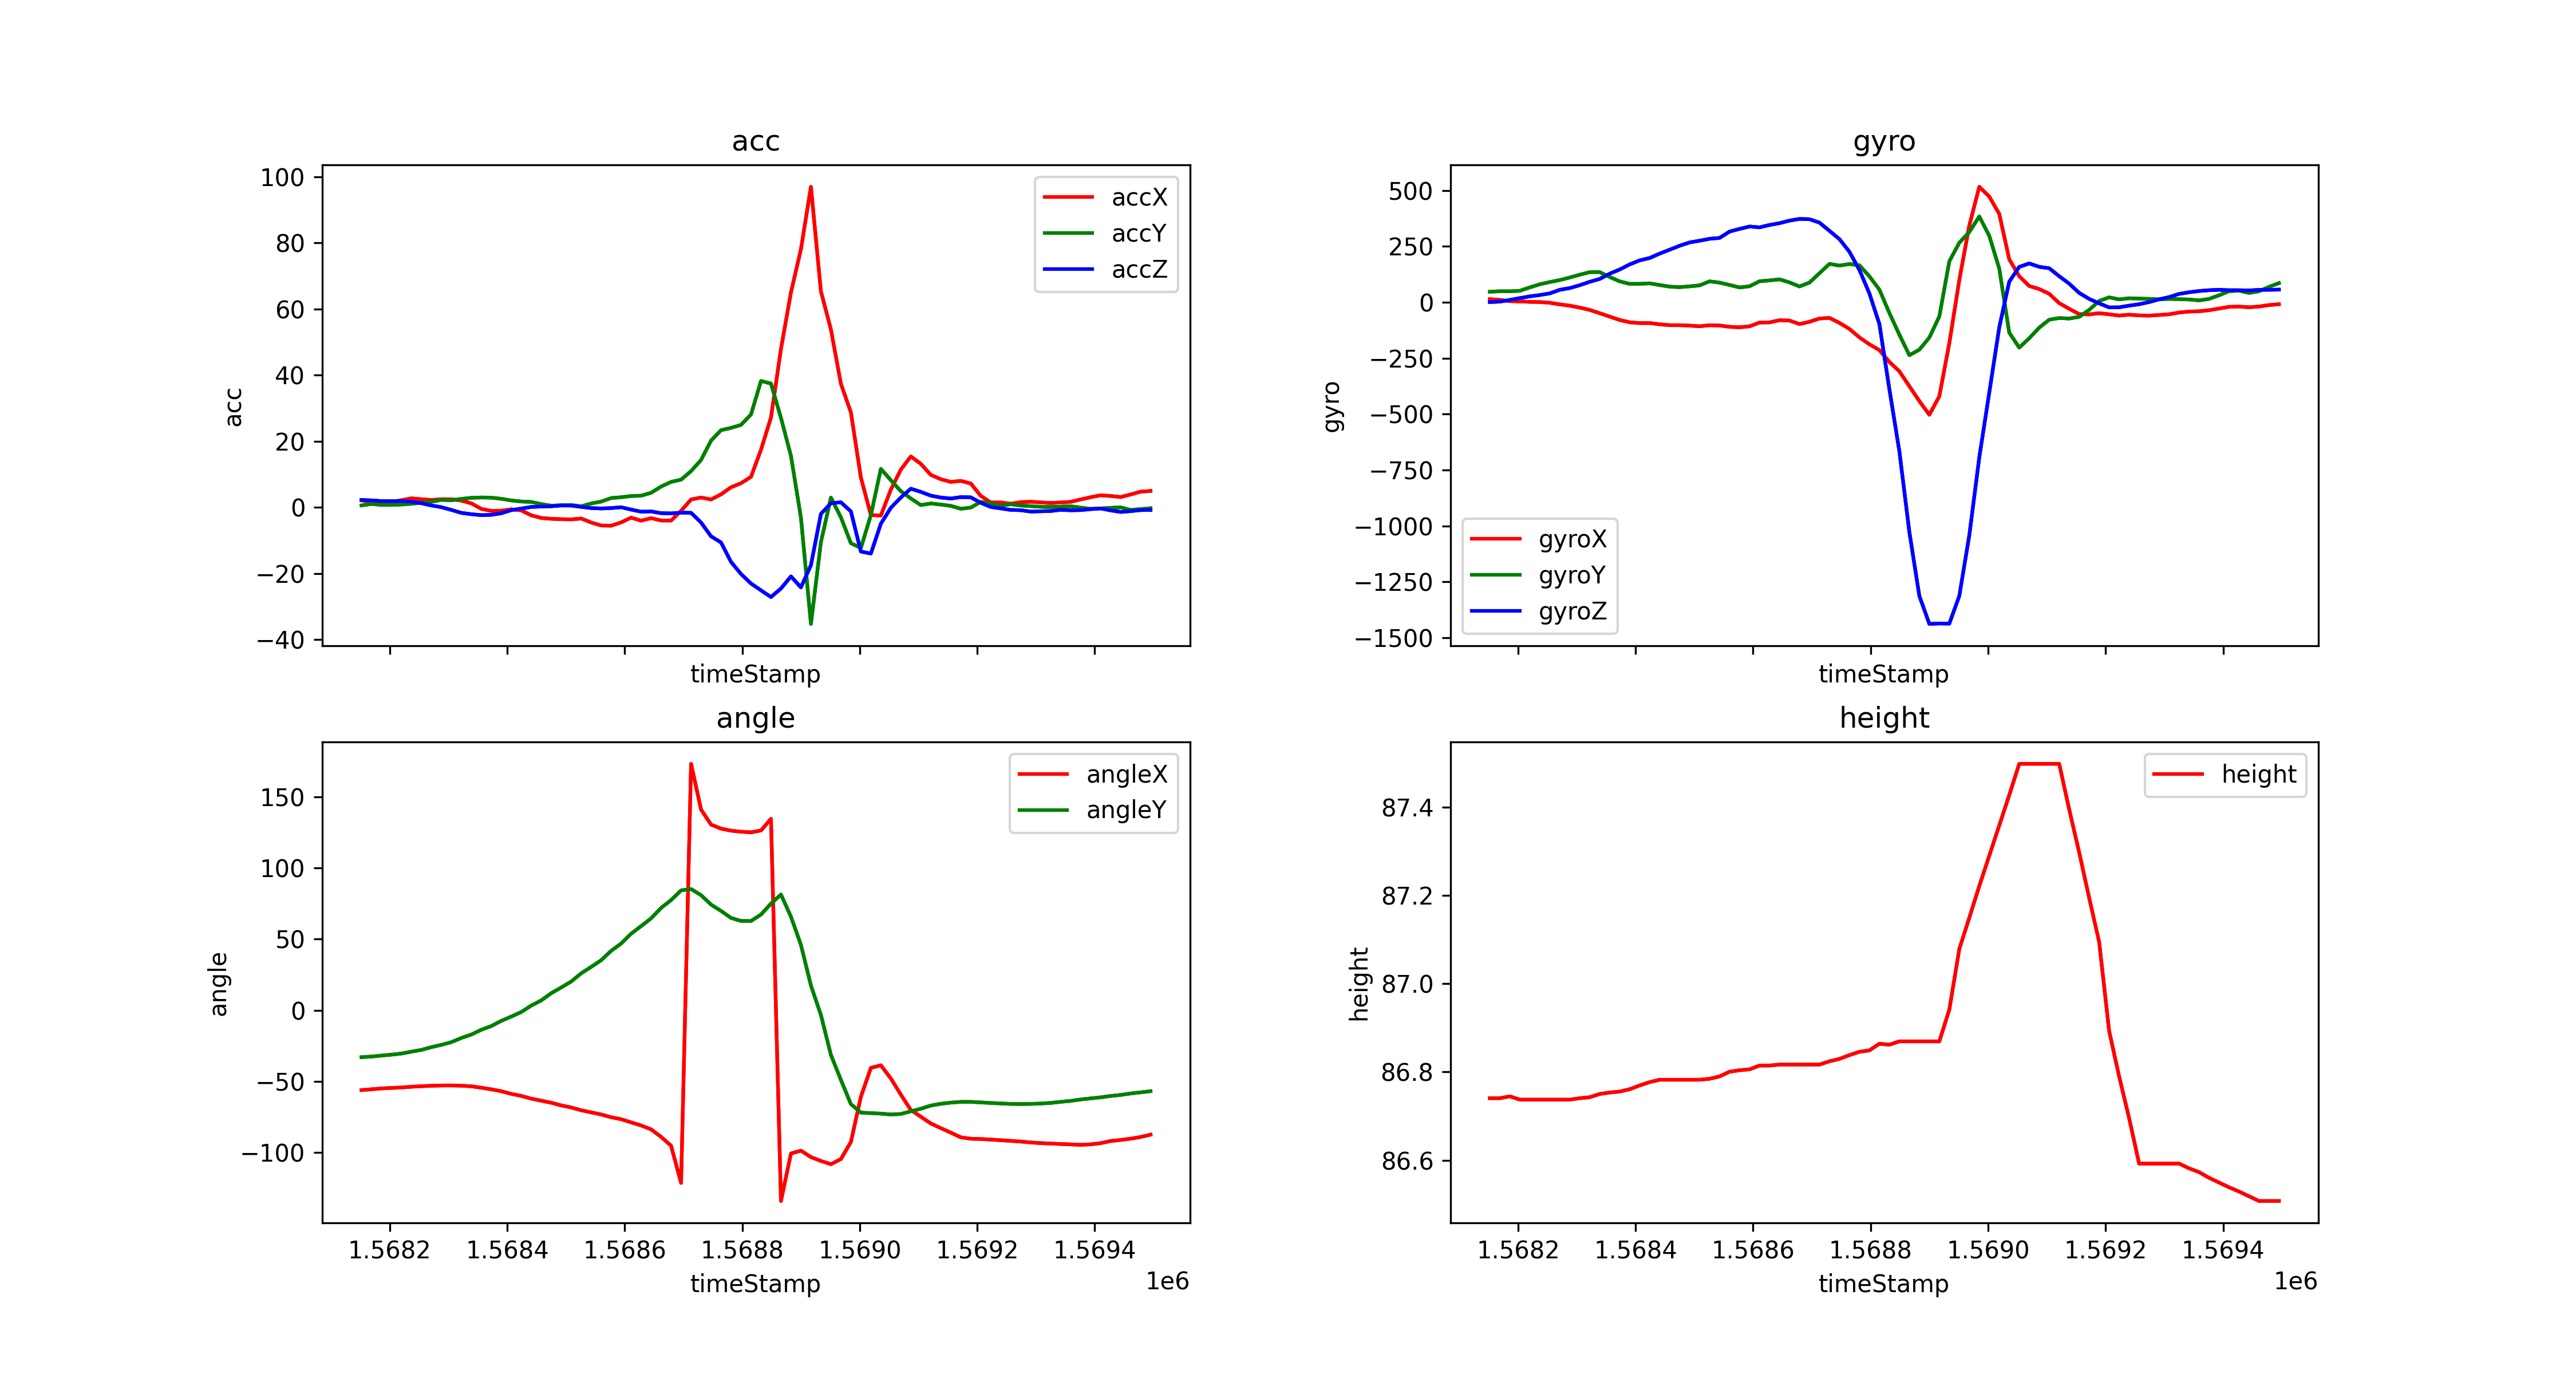 acc
100
80
60
40
20
0
−20
−40
acc
accX
accY
accZ
timeStamp
gyro
500
250
0
−250
−500
−750
−1000
−1250
−1500
gyro
gyroX
gyroY
gyroZ
timeStamp
angle
150
100
50
0
−50
−100
angle
angleX
angleY
1.5682 1.5684 1.5686 1.5688 1.5690 1.5692 1.5694
timeStamp
1e6
height
87.4
87.2
87.0
86.8
86.6
height
height
1.5682 1.5684 1.5686 1.5688 1.5690 1.5692 1.5694
timeStamp
1e6